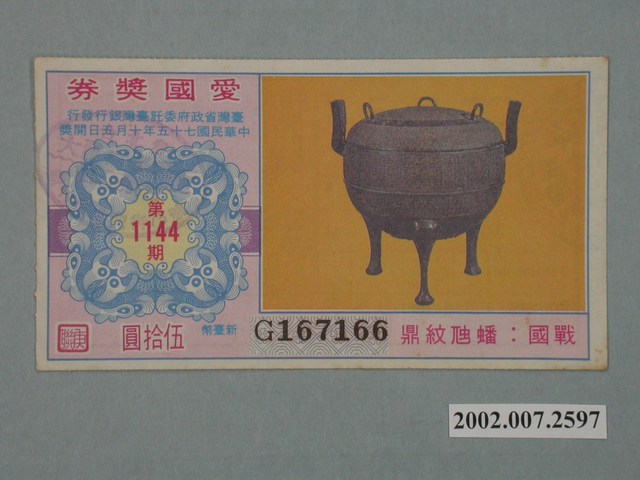 愛國獎券
臺灣省政府委託臺灣銀行發行
中華民國七十五年十月五日開獎
第
1144
期
新臺幣 伍拾圓
庚聯
G167166
戰國：蟠虺紋鼎
2002.007.2597